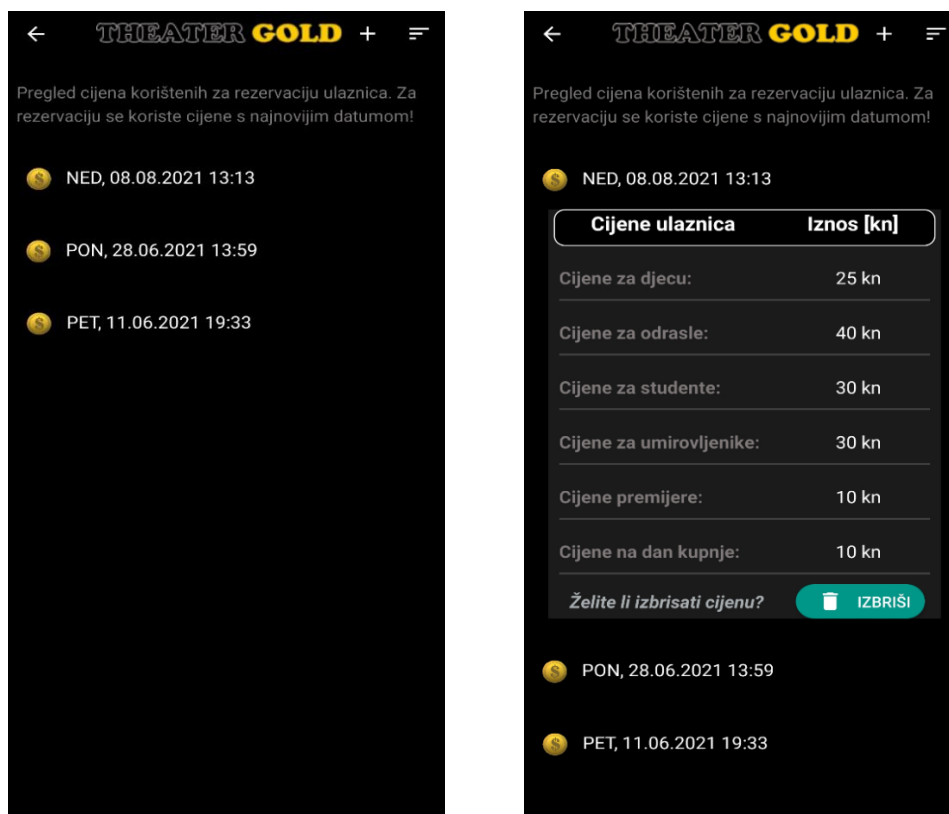 THEATER GOLD
Pregled cijena korištenih za rezervaciju ulaznica. Za
rezervaciju se koriste cijene s najnovijim datumom!
NED, 08.08.2021 13:13
PON, 28.06.2021 13:59
PET, 11.06.2021 19:33
THEATER GOLD
Pregled cijena korištenih za rezervaciju ulaznica. Za
rezervaciju se koriste cijene s najnovijim datumom!
NED, 08.08.2021 13:13
Cijene ulaznica Iznos [kn]
Cijene za djecu: 25 kn
Cijene za odrasle: 40 kn
Cijene za studente: 30 kn
Cijene za umirovljenike: 30 kn
Cijene premijere: 10 kn
Cijene na dan kupnje: 10 kn
Želite li izbrisati cijenu? IZBRIŠI
PON, 28.06.2021 13:59
PET, 11.06.2021 19:33